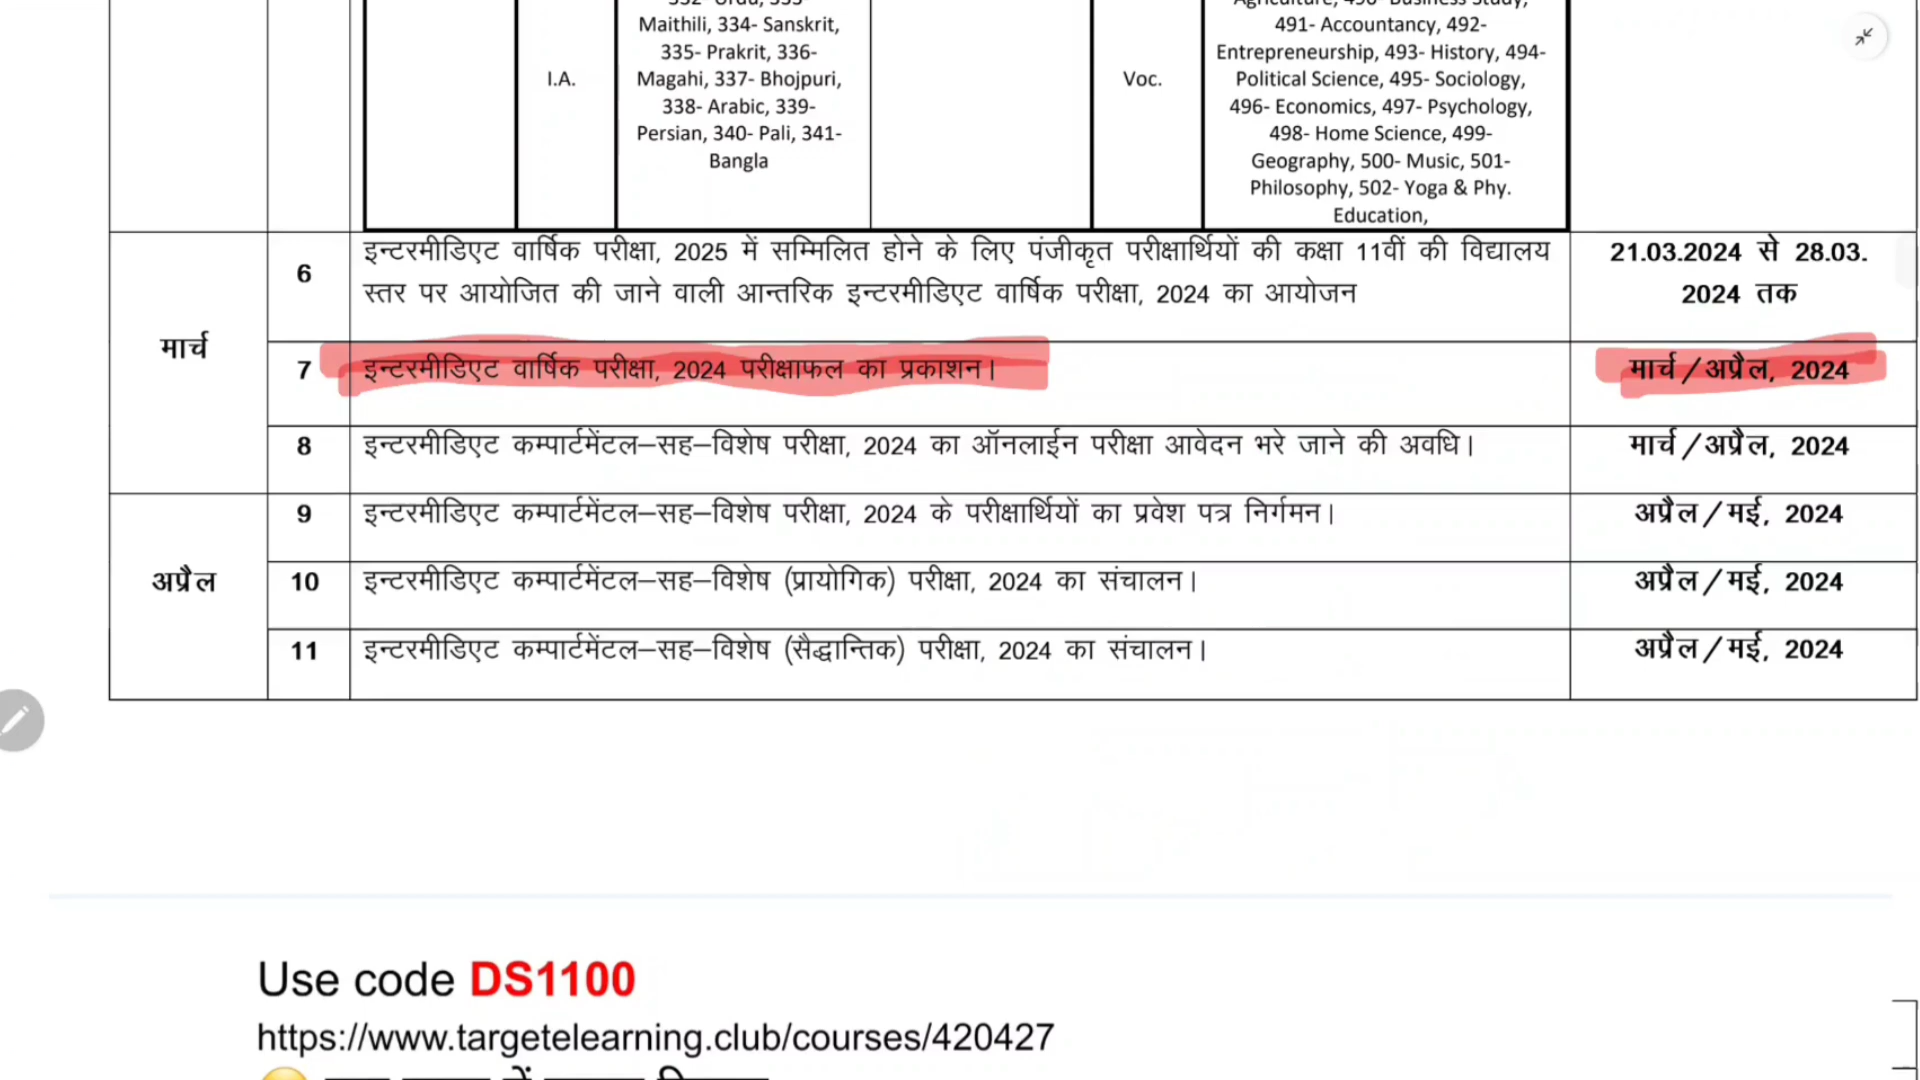 Maithili, 334- Sanskrit,
335- Prakrit, 336-
I.A.
Magahi, 337- Bhojpuri,
338- Arabic, 339-
Persian, 340- Pali, 341-
Bangla
Agriculture, 490- Business Study,
491- Accountancy, 492-
Entrepreneurship, 493- History, 494-
Voc.
Political Science, 495- Sociology,
496- Economics, 497- Psychology,
498- Home Science, 499-
Geography, 500- Music, 501-
Philosophy, 502- Yoga & Phy.
Education,
मार्च
6
इन्टरमीडिएट वार्षिक परीक्षा, 2025 में सम्मिलित होने के लिए पंजीकृत परीक्षार्थियों की कक्षा 11वीं की विद्यालय
स्तर पर आयोजित की जाने वाली आन्तरिक इन्टरमीडिएट वार्षिक परीक्षा, 2024 का आयोजन
21.03.2024 से 28.03.
2024 तक
7 इन्टरमीडिएट वार्षिक परीक्षा, 2024 परीक्षाफल का प्रकाशन। मार्च/अप्रैल, 2024
8 इन्टरमीडिएट कम्पार्टमेंटल–सह–विशेष परीक्षा, 2024 का ऑनलाईन परीक्षा आवेदन भरे जाने की अवधि। मार्च/अप्रैल, 2024
अप्रैल
9 इन्टरमीडिएट कम्पार्टमेंटल–सह–विशेष परीक्षा, 2024 के परीक्षार्थियों का प्रवेश पत्र निर्गमन। अप्रैल/मई, 2024
10 इन्टरमीडिएट कम्पार्टमेंटल–सह–विशेष (प्रायोगिक) परीक्षा, 2024 का संचालन। अप्रैल/मई, 2024
11 इन्टरमीडिएट कम्पार्टमेंटल–सह–विशेष (सैद्धान्तिक) परीक्षा, 2024 का संचालन। अप्रैल/मई, 2024
Use code DS1100
https://www.targetelearning.club/courses/420427